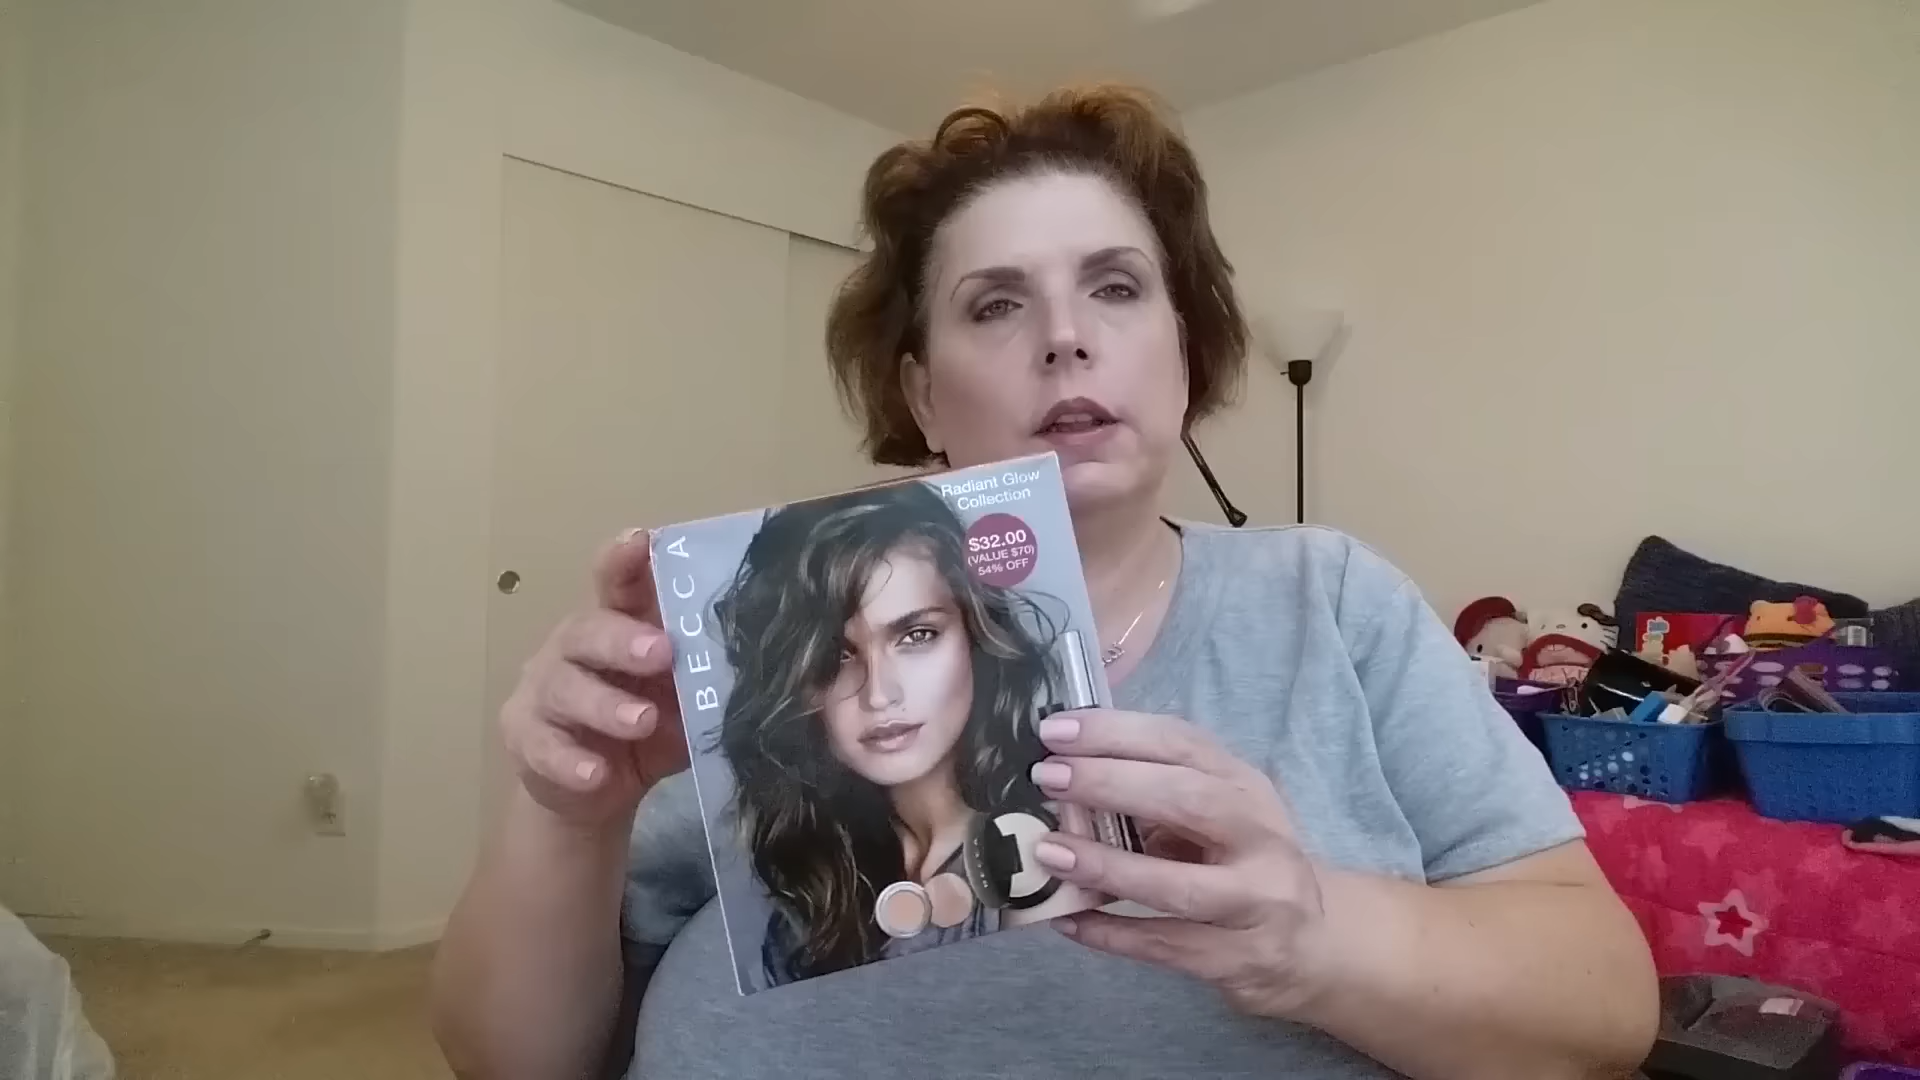 BECCA
Radiant Glow
Collection
$32.00
(VALUE $70)
54% OFF